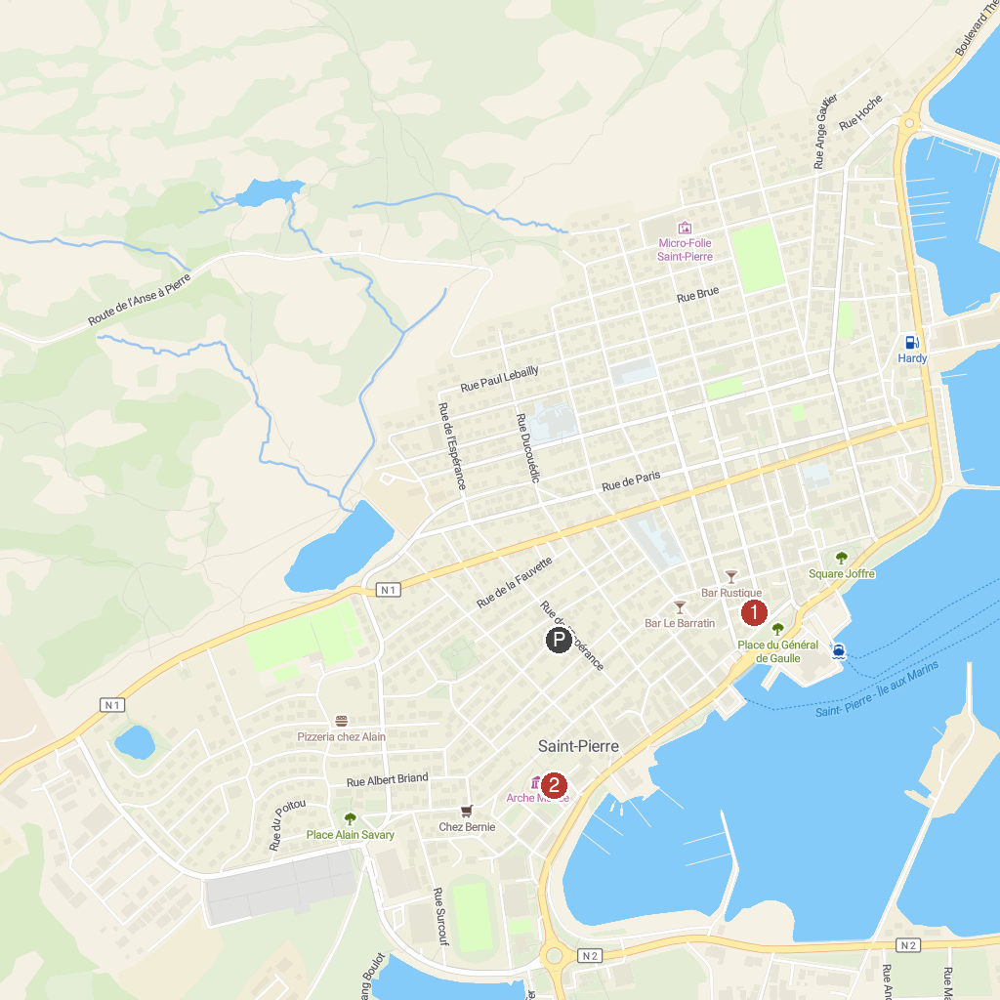 Boulevard The
Rue Ange Gautier
Rue Hoche
Micro-Folie
Saint-Pierre
Route de l'Anse à Pierre
Rue Brue
Hardy
Rue Paul Lebailly
Rue de l'Espérance
Rue Ducouédic
Rue de Paris
Square Joffre
Rue de la Fauvette
Bar Rustique
N 1
1
Bar Le Barratin
P
Place du Général
de Gaulle
Saint-Pierre - Île aux Marins
N 1
Pizzeria chez Alain
Saint-Pierre
Rue Albert Briand
2
Rue du Poitou
Chez Bernie
Place Alain Savary
Rue Surcouf
N 2
N 2